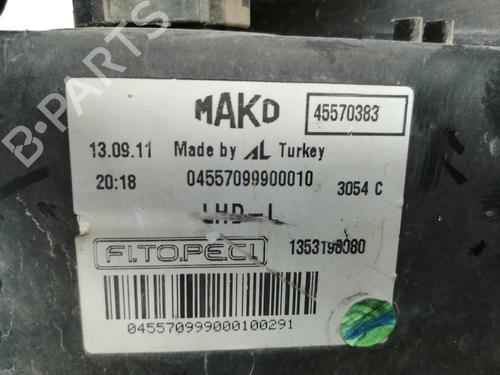 MAKO 45570383
13.09.11 Made by AL Turkey
20:18 04557099900010 3054 C
LHD-L
FI.TO.PE.CI. 1353198080
045570999000100291